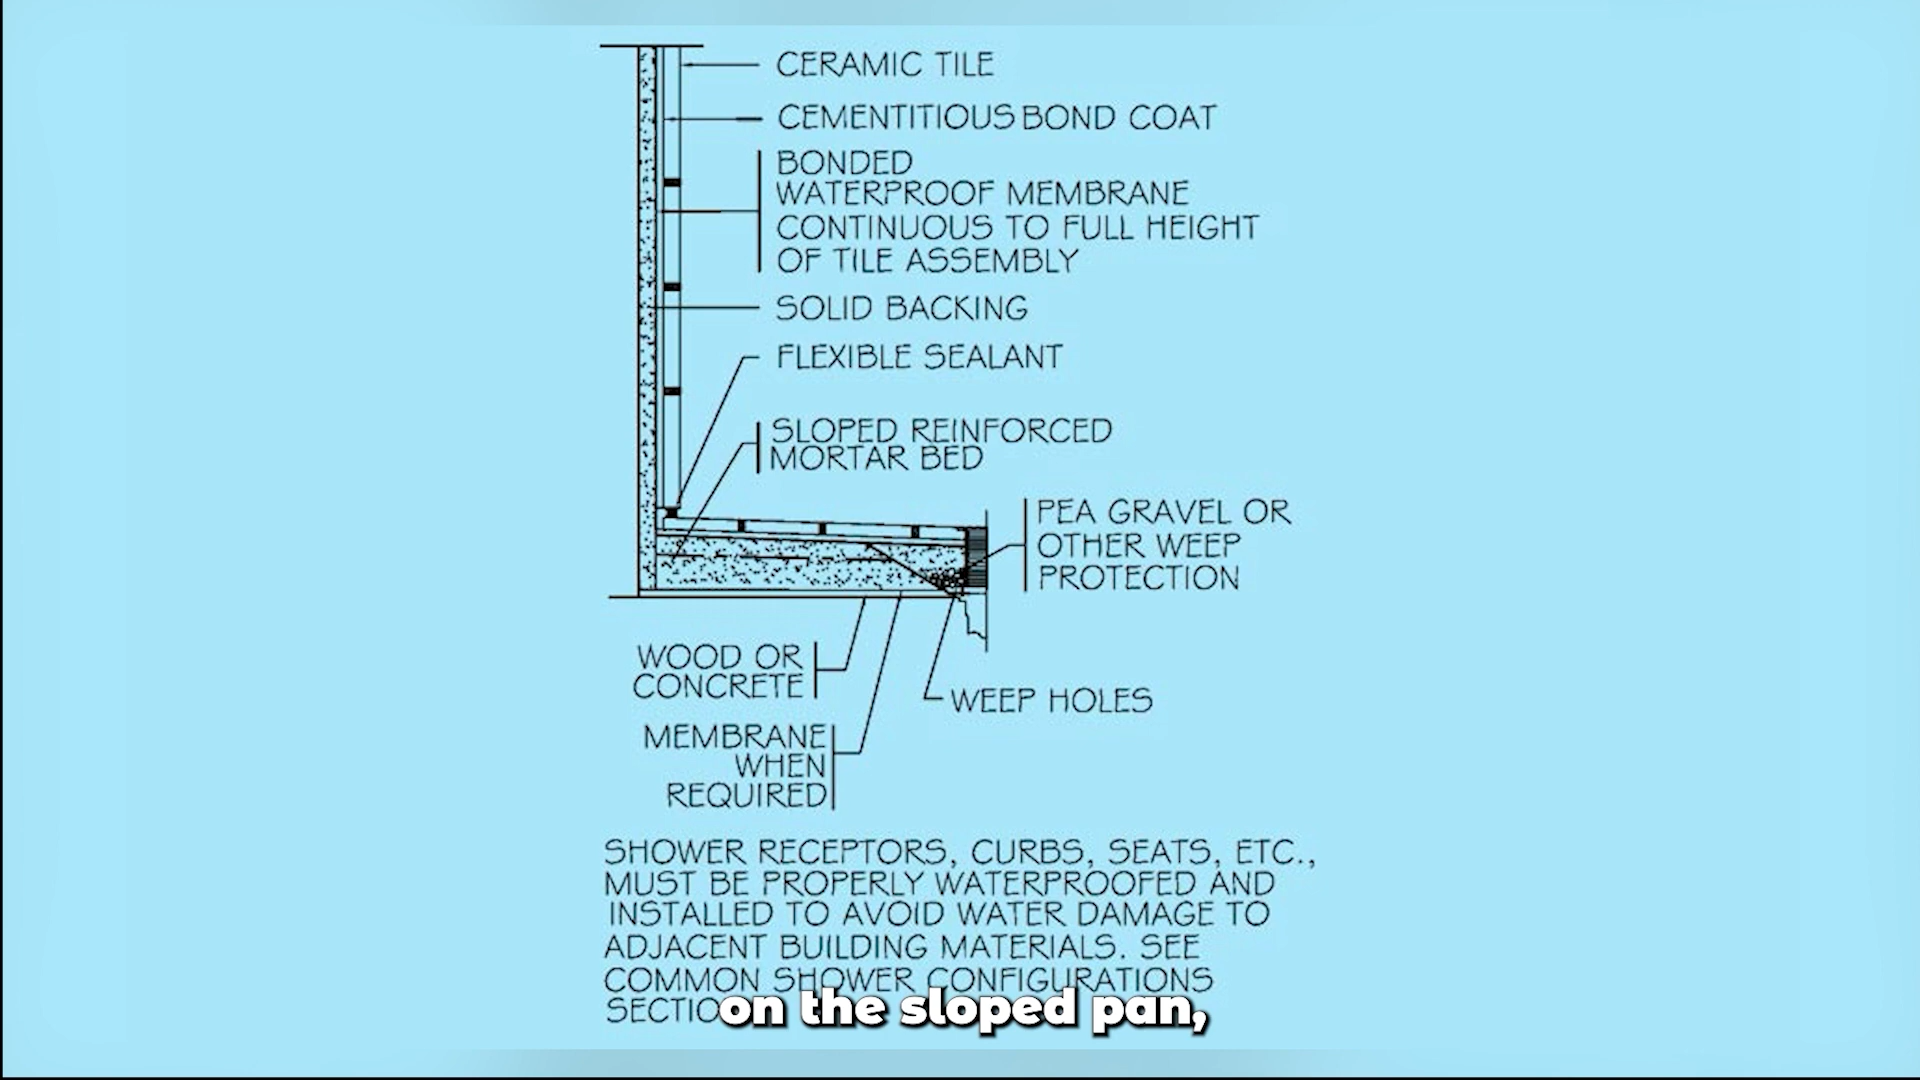 CERAMIC TILE
CEMENTITIOUS BOND COAT
BONDED
WATERPROOF MEMBRANE
CONTINUOUS TO FULL HEIGHT
OF TILE ASSEMBLY
SOLID BACKING
FLEXIBLE SEALANT
SLOPED REINFORCED
MORTAR BED
PEA GRAVEL OR
OTHER WEEP
PROTECTION
WOOD OR
CONCRETE
WEEP HOLES
MEMBRANE
WHEN
REQUIRED
SHOWER RECEPTORS, CURBS, SEATS, ETC.,
MUST BE PROPERLY WATERPROOFED AND
INSTALLED TO AVOID WATER DAMAGE TO
ADJACENT BUILDING MATERIALS. SEE
COMMON SHOWER CONFIGURATIONS
on the sloped pan,